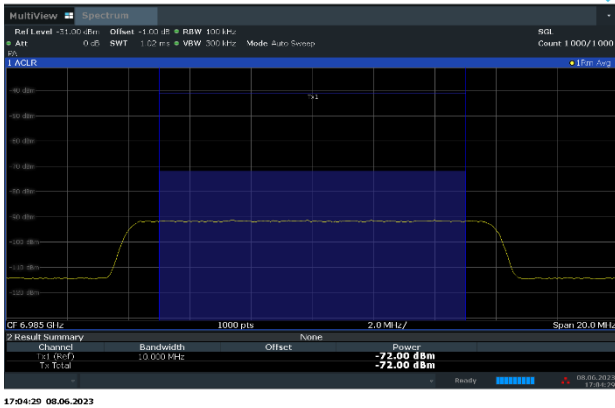 MultiView Spectrum
Ref Level -31.00 dBm Offset -1.00 dB RBW 100 kHz SGL
Att 0 dB SWT 1.02 ms VBW 300 kHz Mode Auto Sweep Count 1000/1000
PA
1 ACLR 1Rm Avg
-40 dBm
-50 dBm
-60 dBm
-70 dBm
-80 dBm
-90 dBm
-100 dBm
-110 dBm
-120 dBm
CF 6.985 GHz 1000 pts 2.0 MHz/ Span 20.0 MHz
2 Result Summary None
Channel Bandwidth Offset Power
Tx1 (Ref) 10.000 MHz -72.00 dBm
Tx Total -72.00 dBm
Ready 08.06.2023
17:04:29
17:04:29 08.06.2023